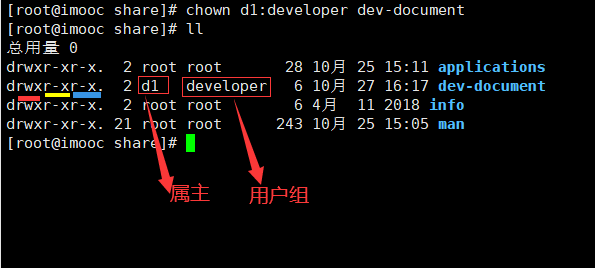 [root@imooc share]# chown d1:developer dev-document
[root@imooc share]# ll
总用量 0
drwxr-xr-x.  2 root root       28 10月 25 15:11 applications
drwxr-xr-x.  2 d1   developer   6 10月 27 16:17 dev-document
drwxr-xr-x.  2 root root        6 4月  11 2018 info
drwxr-xr-x. 21 root root      243 10月 25 15:05 man
[root@imooc share]#
属主 用户组